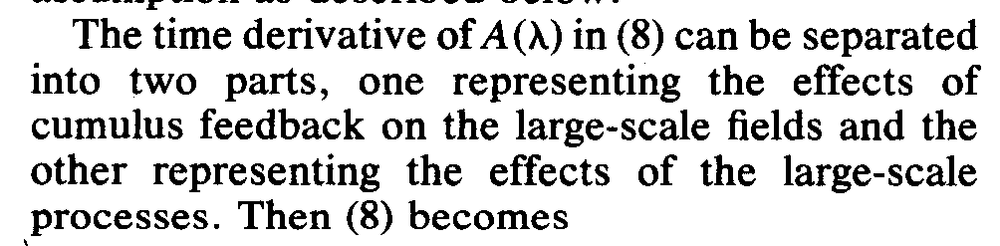 The time derivative of A(λ) in (8) can be separated
into two parts, one representing the effects of
cumulus feedback on the large-scale fields and the
other representing the effects of the large-scale
processes. Then (8) becomes